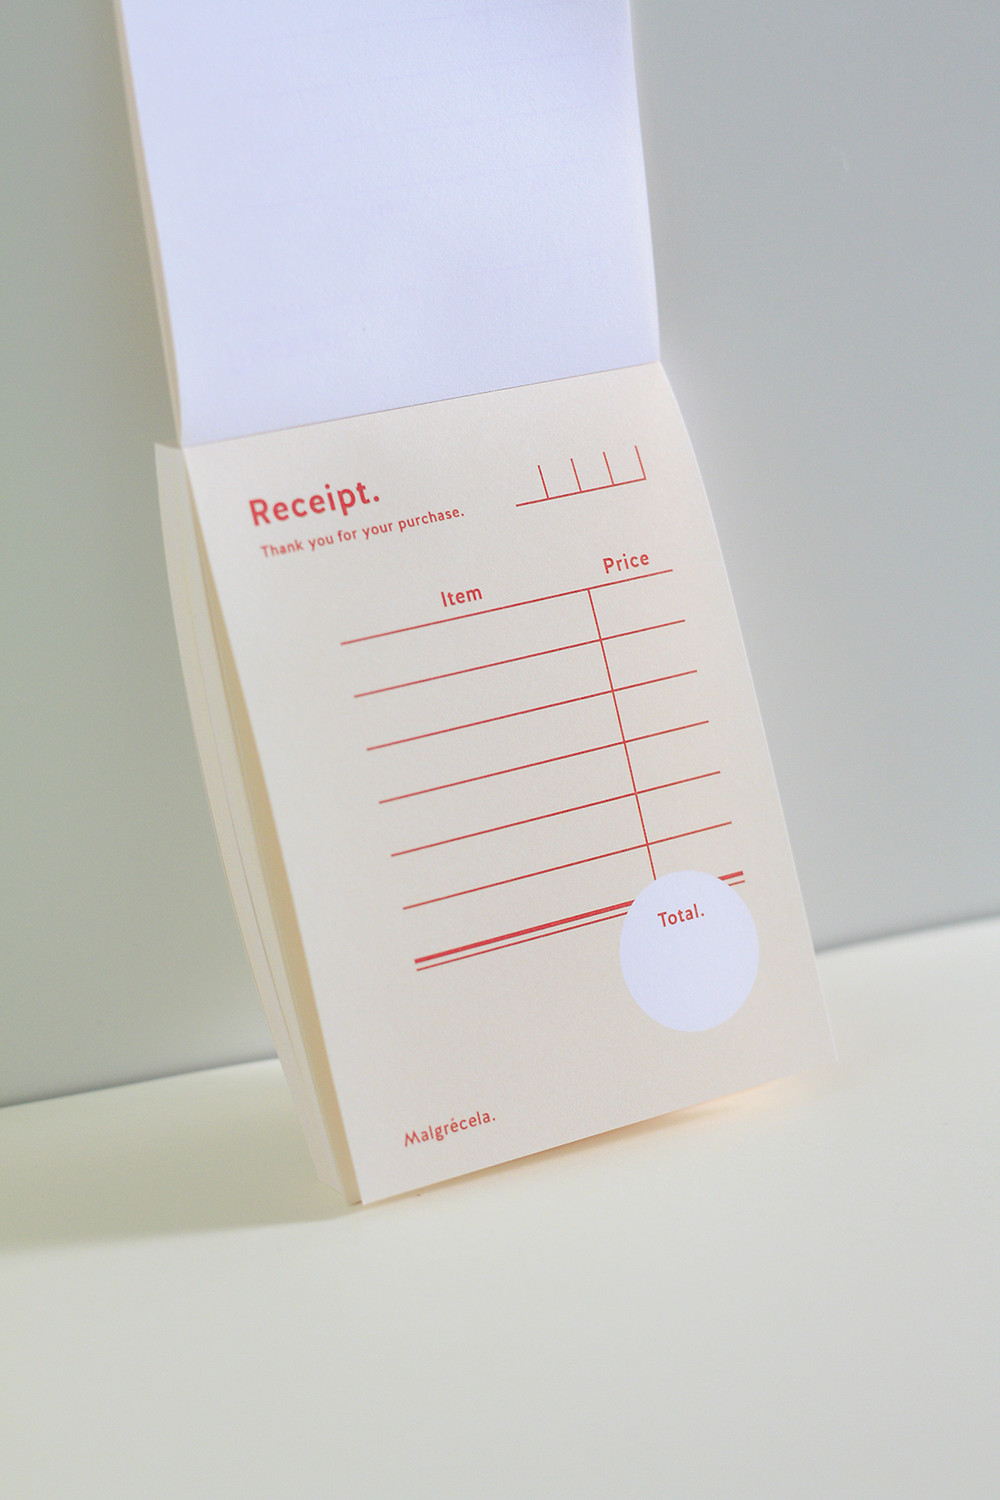 Receipt.
Thank you for your purchase.
Item Price
Total.
Malgrécela.